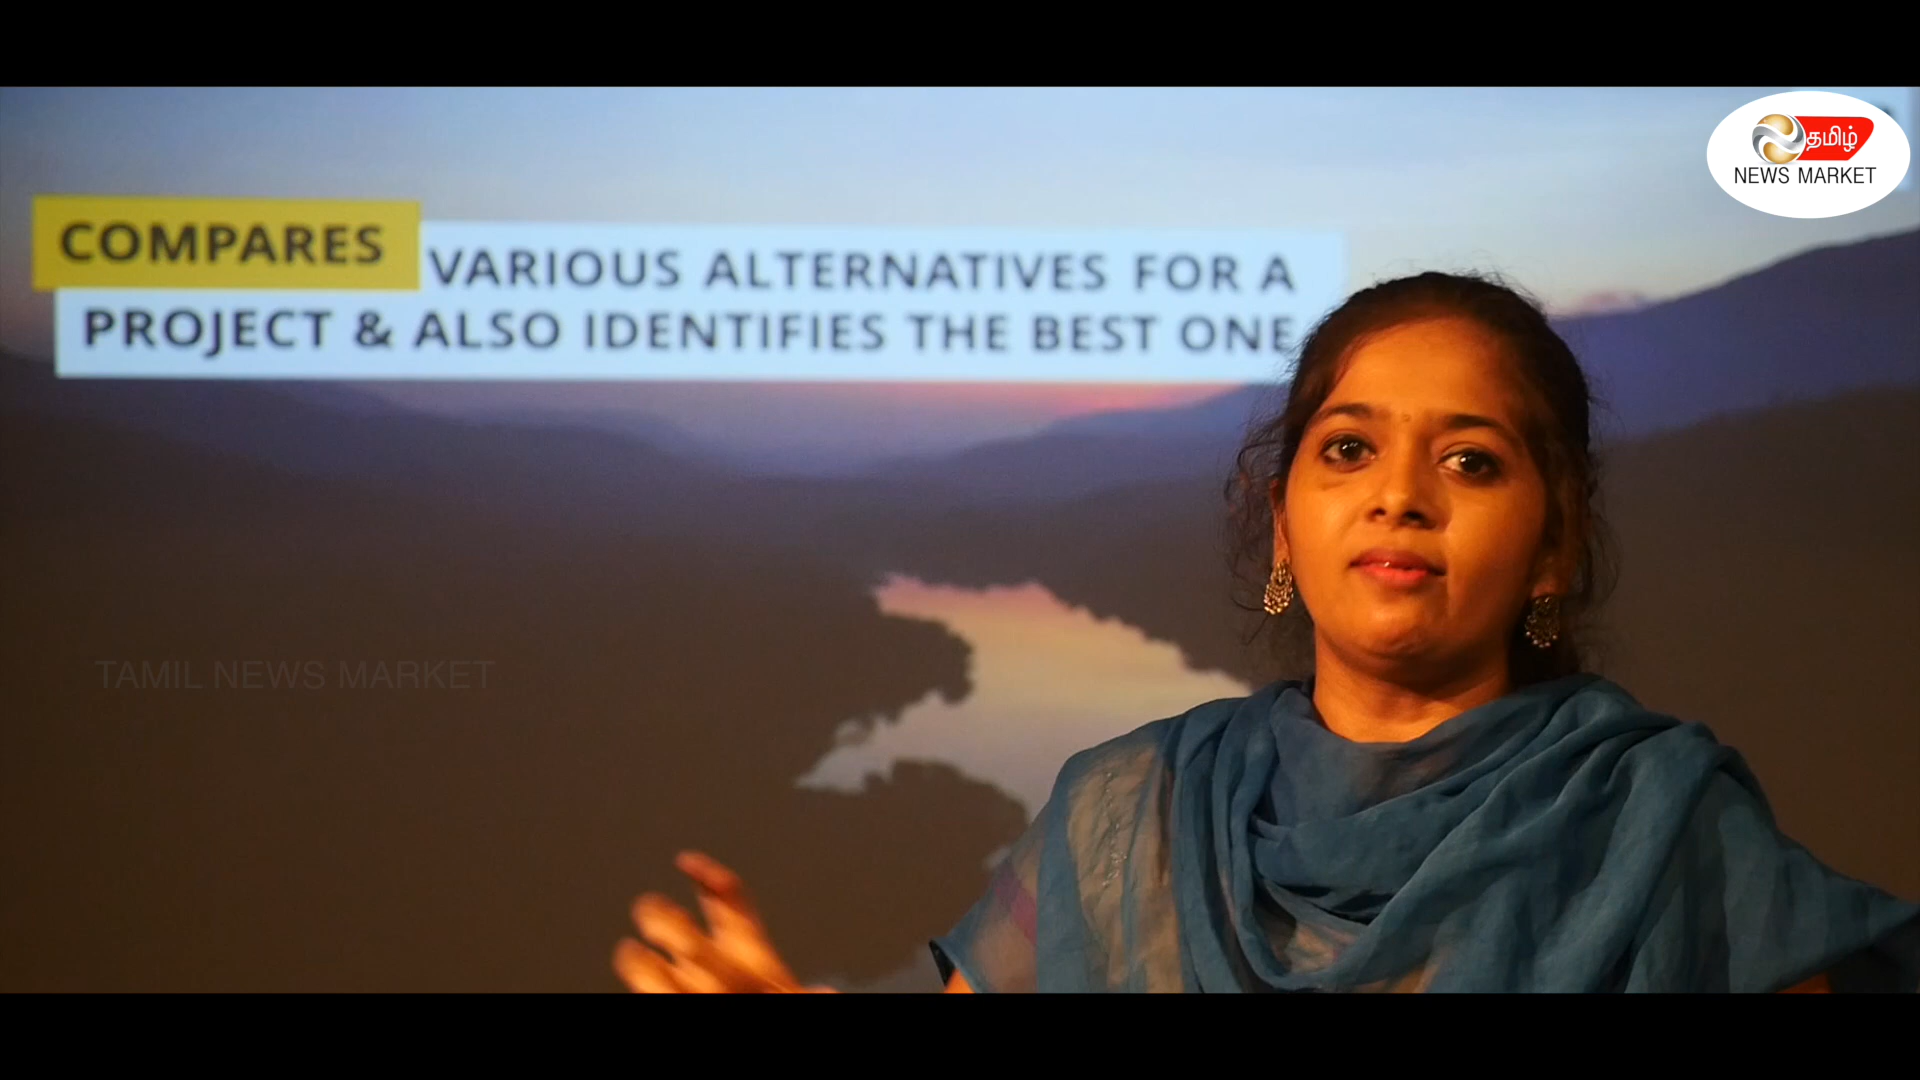 தமிழ்
NEWS MARKET
COMPARES VARIOUS ALTERNATIVES FOR A
PROJECT & ALSO IDENTIFIES THE BEST ONE
TAMIL NEWS MARKET